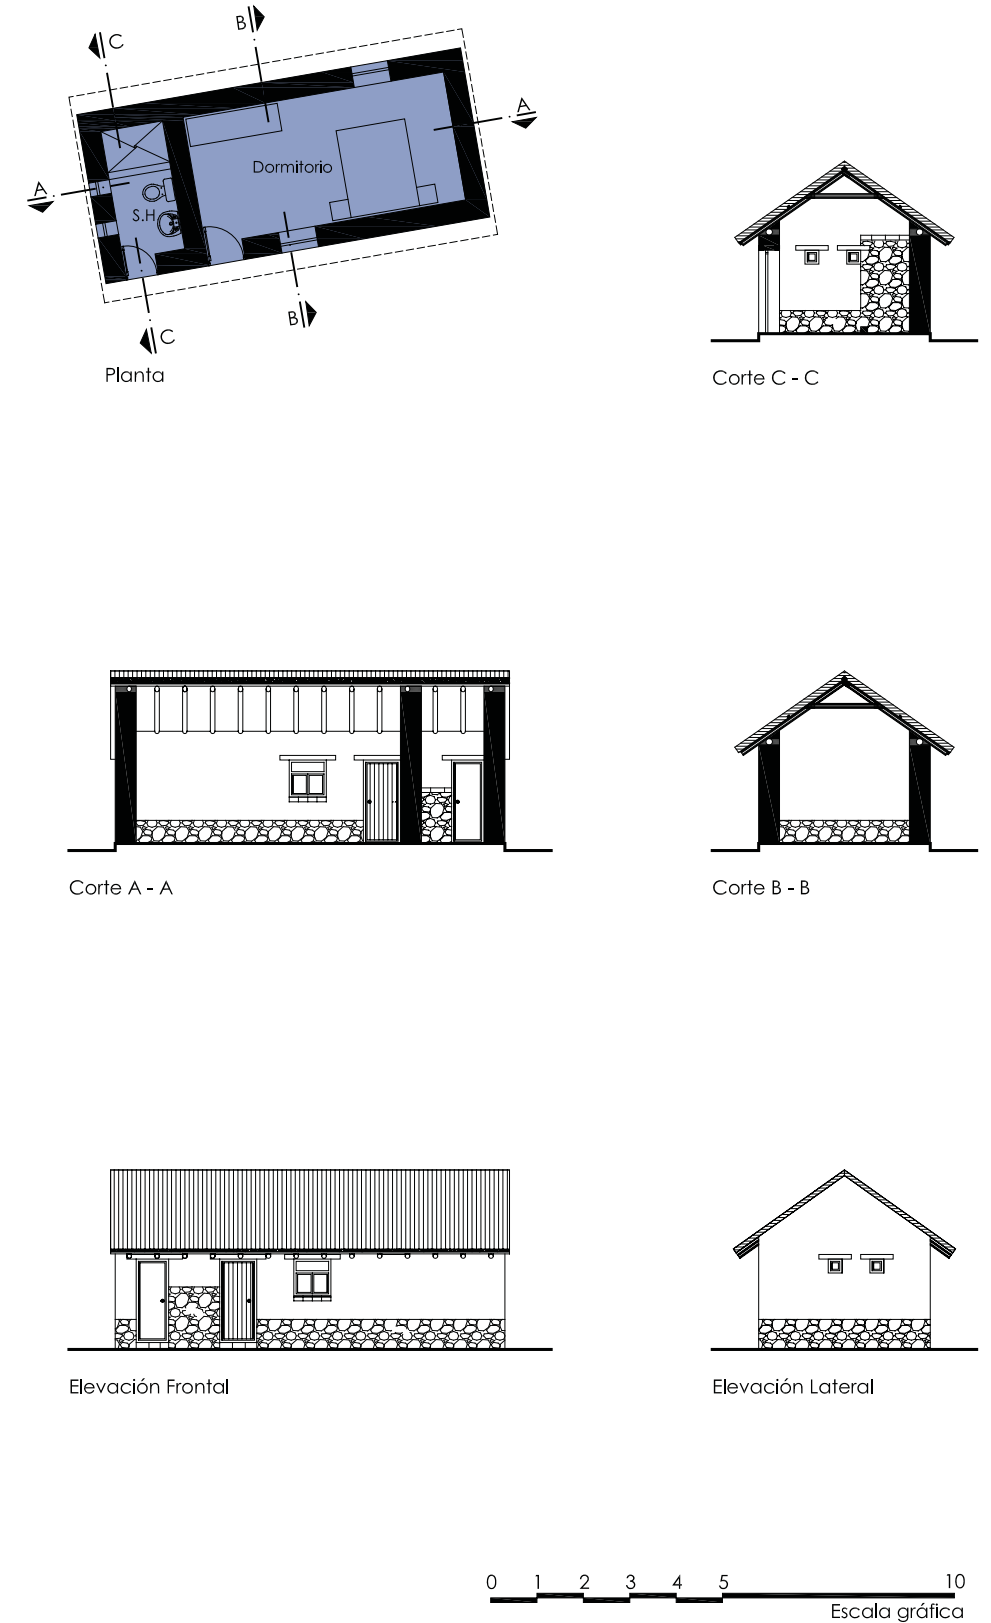 B
C
A
Dormitorio
A
S.H
B
C
Planta
Corte C - C
Corte A - A
Corte B - B
Elevación Frontal
Elevación Lateral
0 1 2 3 4 5 10
Escala gráfica